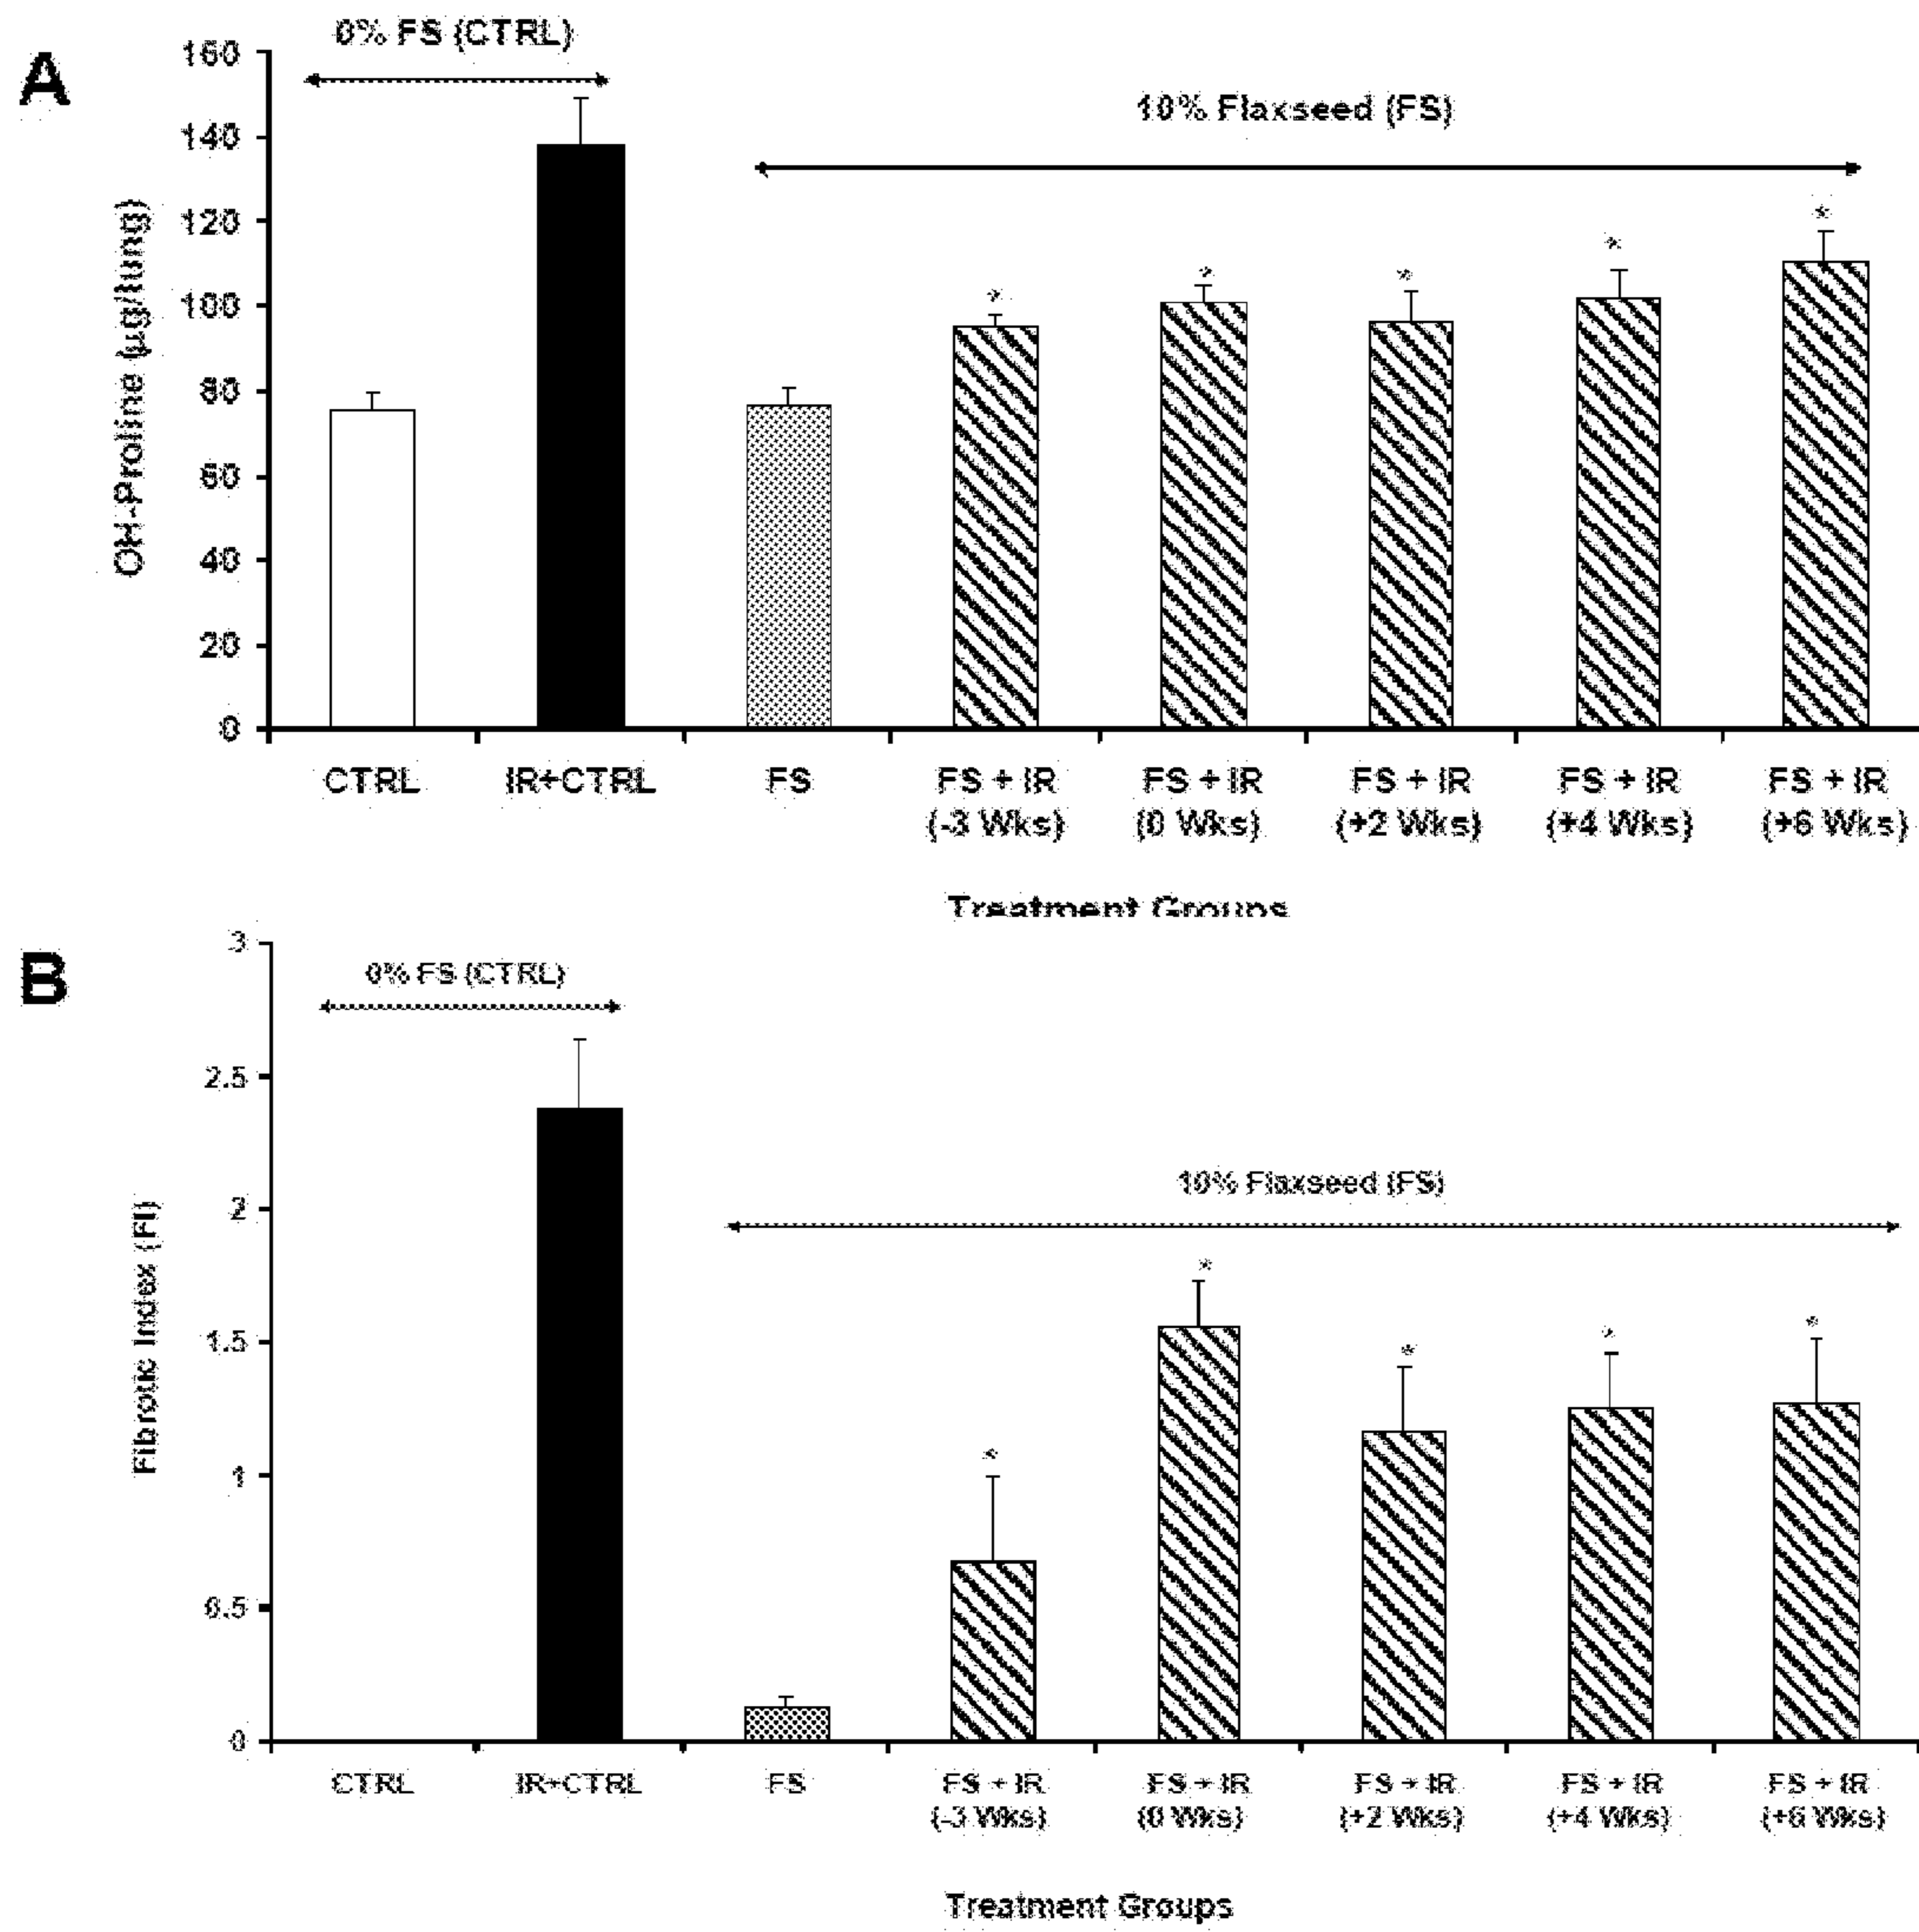 A
0% FS (CTRL)
10% Flaxseed (FS)
OH-Proline (µg/lung)
160
140
120
100
80
60
40
20
0
* * * * *
CTRL IR+CTRL FS FS + IR FS + IR FS + IR FS + IR FS + IR
(-3 Wks) (0 Wks) (+2 Wks) (+4 Wks) (+6 Wks)
Treatment Groups
B
0% FS (CTRL)
10% Flaxseed (FS)
Fibrotic Index (FI)
3
2.5
2
1.5
1
0.5
0
* * * * *
CTRL IR+CTRL FS FS + IR FS + IR FS + IR FS + IR FS + IR
(-3 Wks) (0 Wks) (+2 Wks) (+4 Wks) (+6 Wks)
Treatment Groups